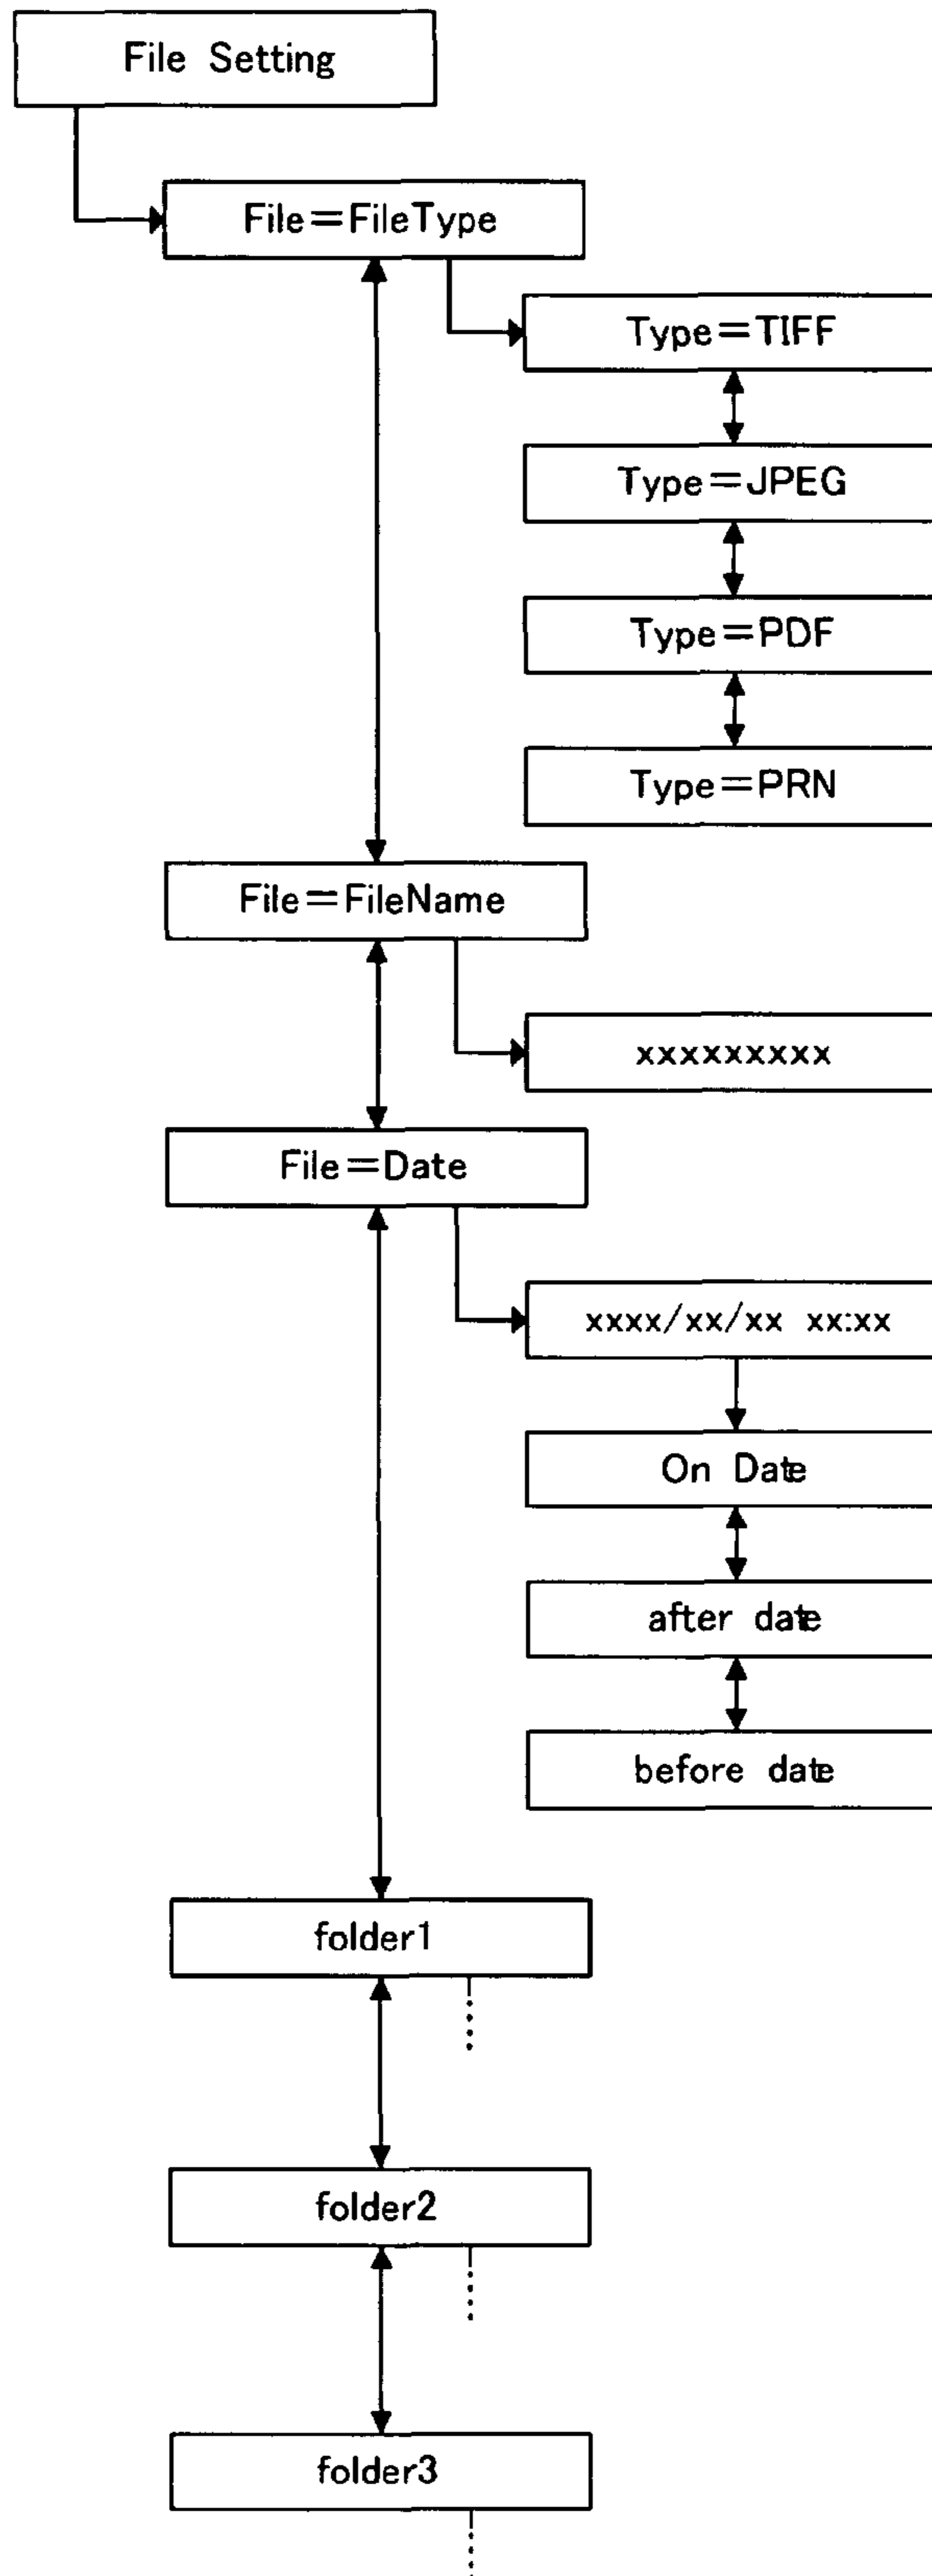 File Setting
File=FileType
Type=TIFF
Type=JPEG
Type=PDF
Type=PRN
File=FileName
xxxxxxxxx
File=Date
xxxx/xx/xx xx:xx
On Date
after date
before date
folder1
folder2
folder3